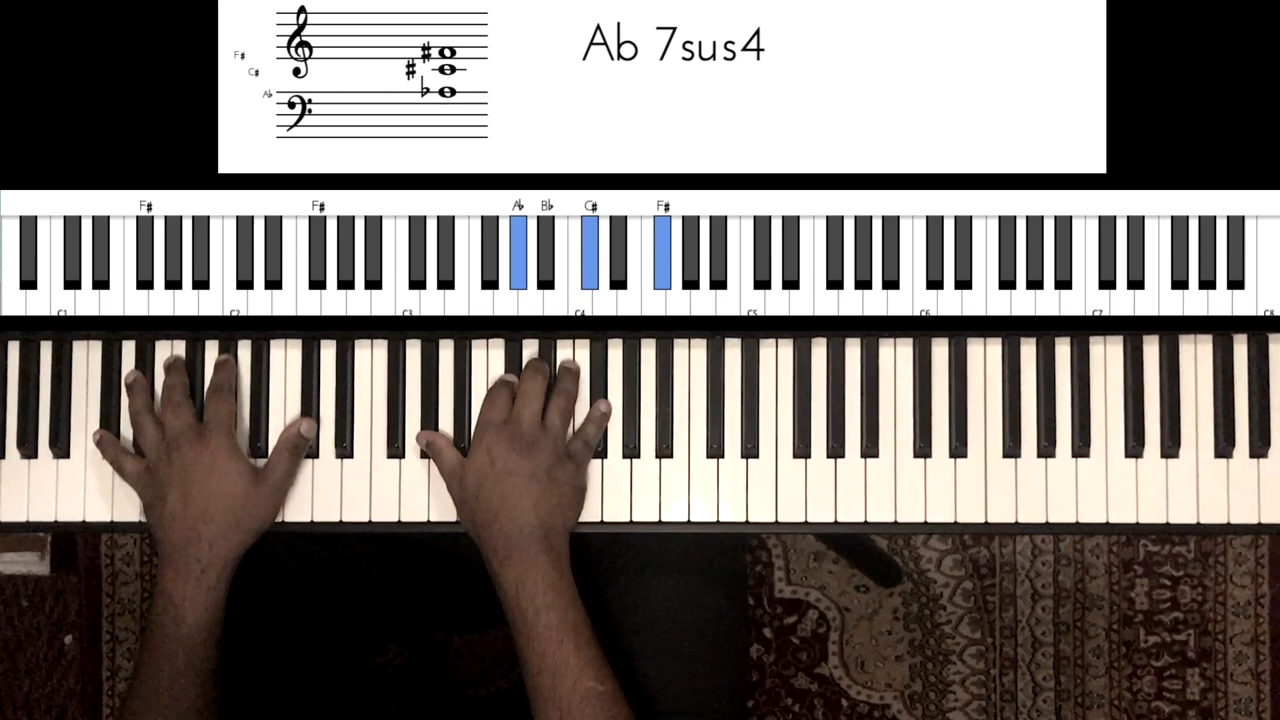 Ab 7sus4
F#
C#
Ab
F# F# Ab Bb C# F#
C1 C2 C3 C4 C5 C6 C7 C8